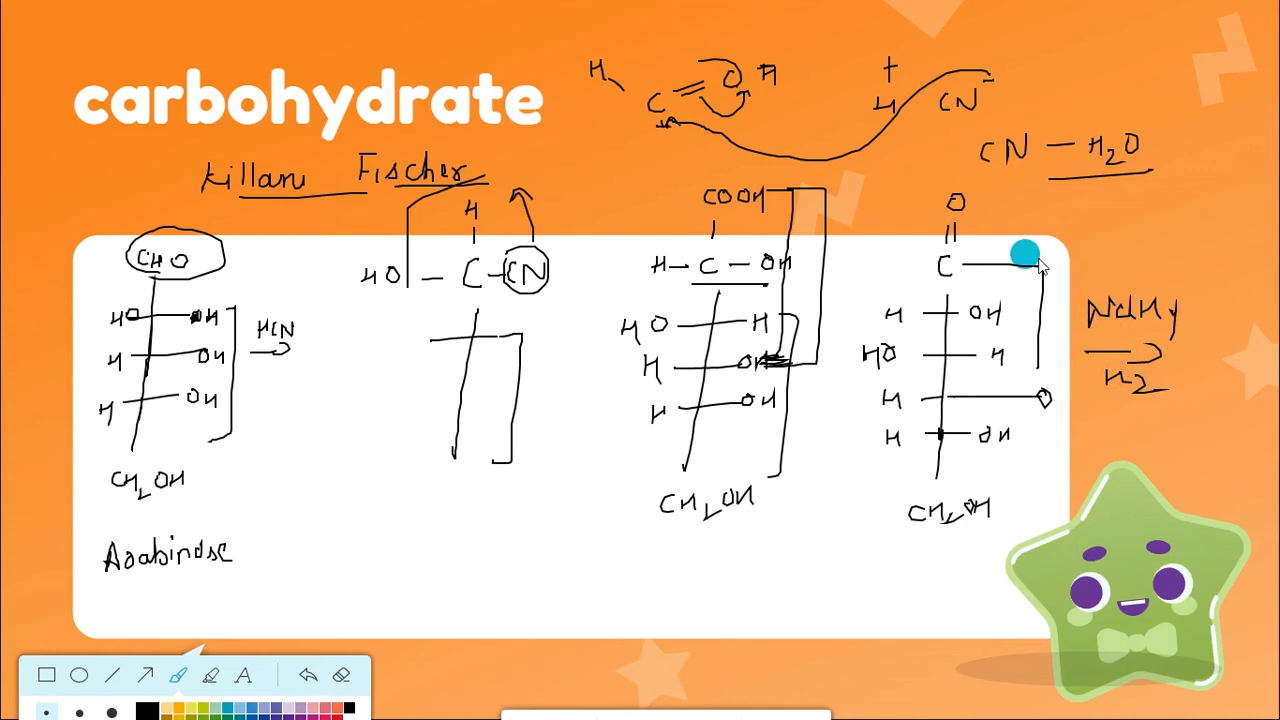 carbohydrate
H
C
O
H
+
H
CN-
CN - H2O
killani Fischer
CHO
HO OH
H OH
H OH
CH2OH
Arabinose
HCN
H
HO - C - CN
COOH
H - C - OH
HO H
H OH
H OH
CH2OH
O
C
H OH
HO H
H O
H OH
CH2OH
H2
A